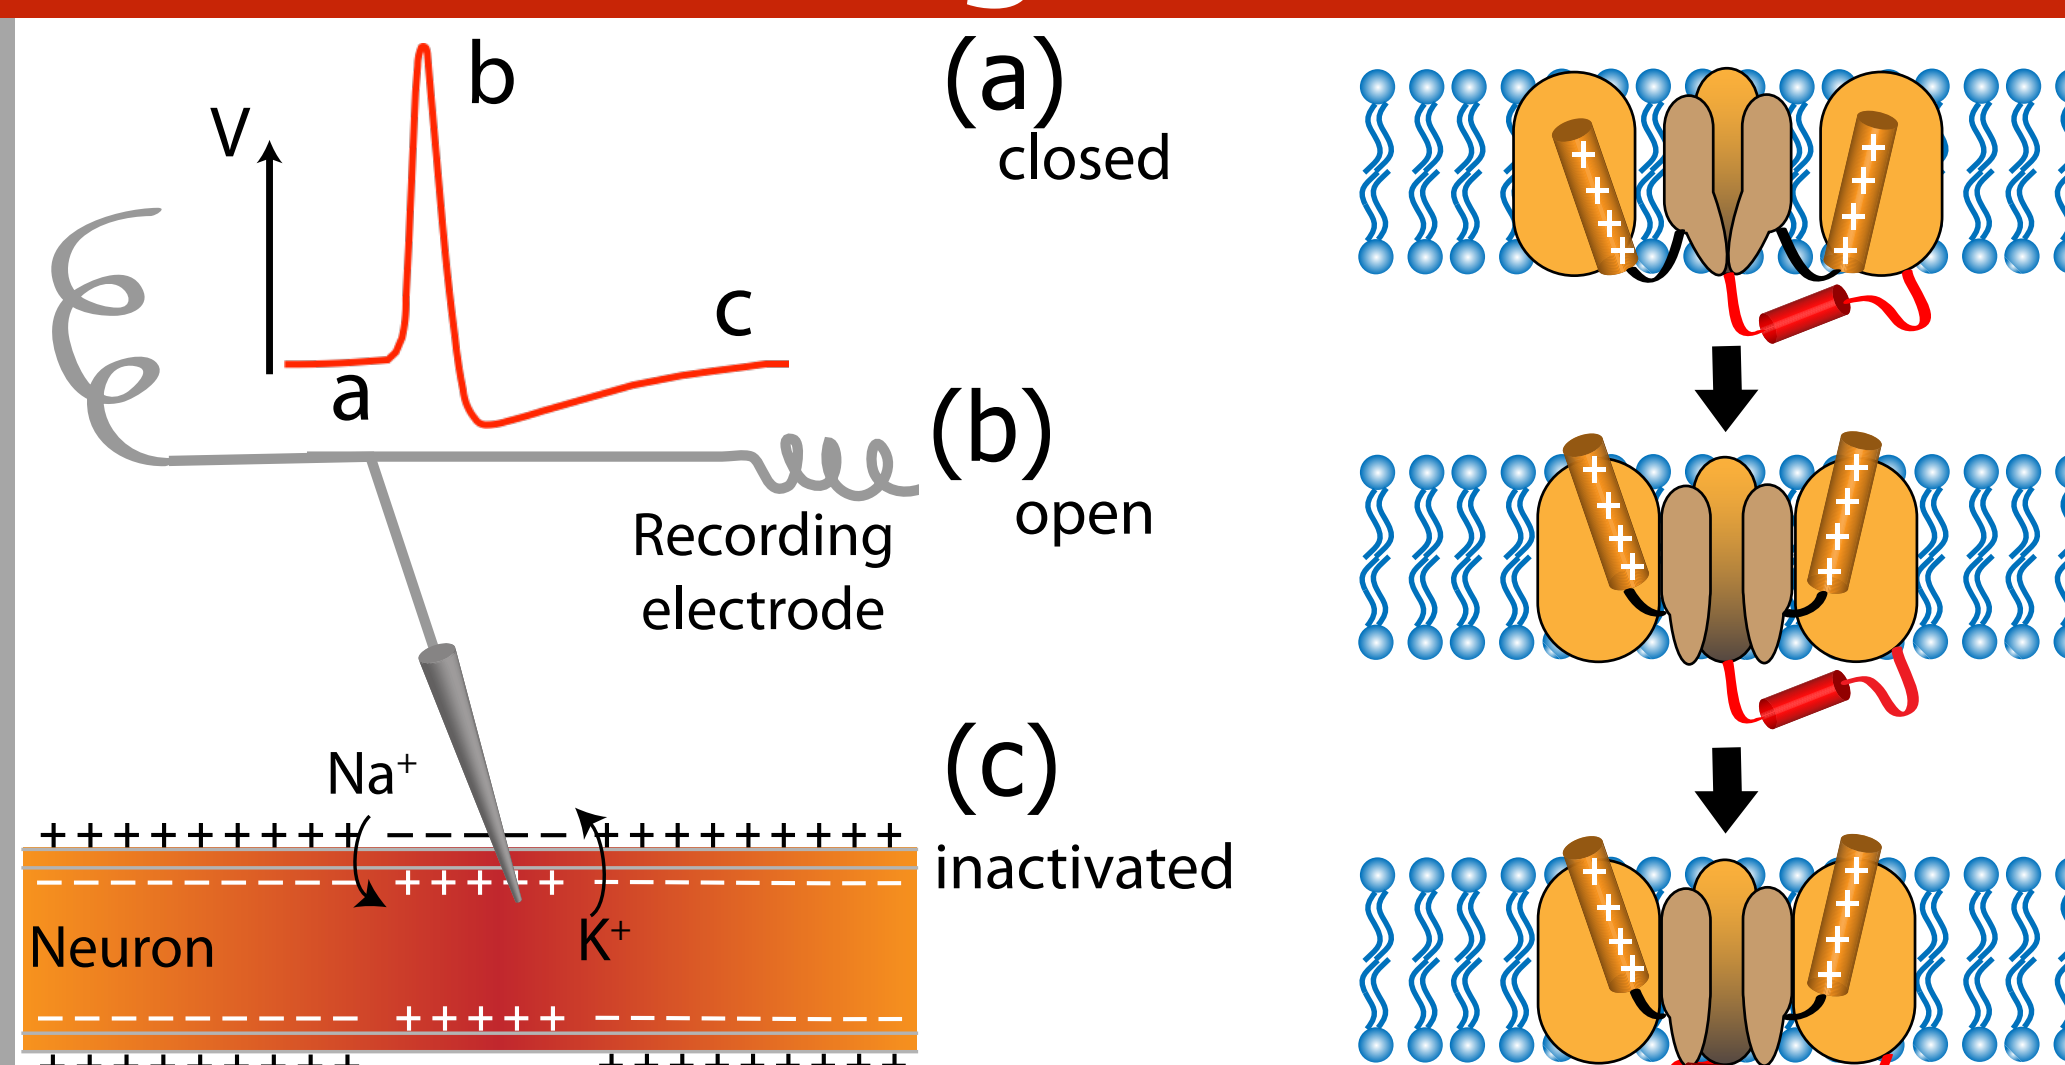 V
b
a
c
Recording
electrode
Na⁺
K⁺
Neuron
(a)
closed
(b)
open
(c)
inactivated